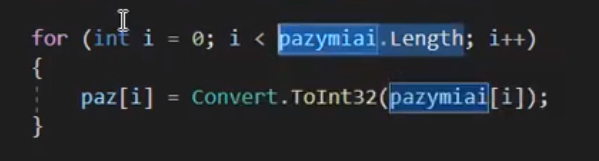 for (int i = 0; i < pazymiai.Length; i++)
{
paz[i] = Convert.ToInt32(pazymiai[i]);
}